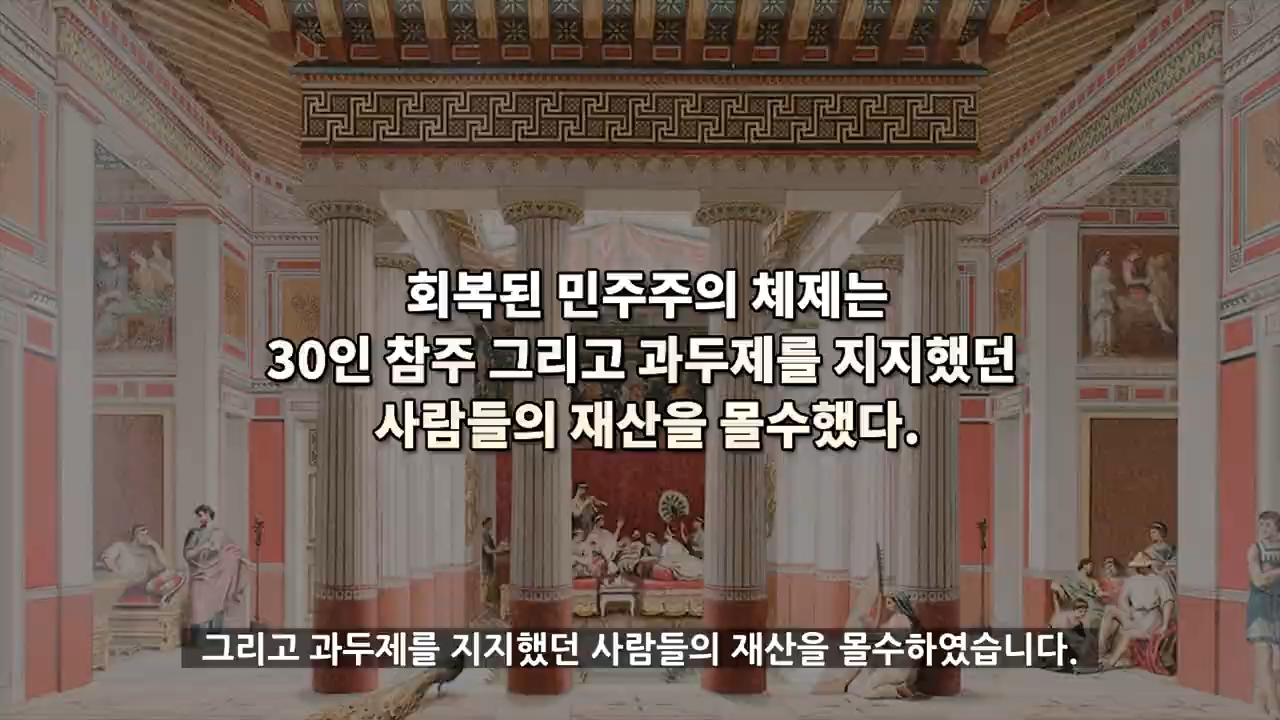 회복된 민주주의 체제는
30인 참주 그리고 과두제를 지지했던
사람들의 재산을 몰수했다.
그리고 과두제를 지지했던 사람들의 재산을 몰수하였습니다.